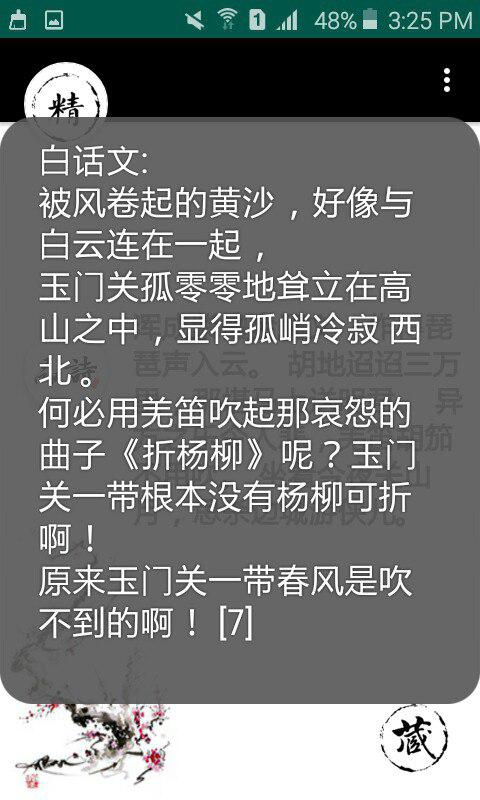 48% 3:25 PM
精
白话文:
被风卷起的黄沙，好像与
白云连在一起，
玉门关孤零零地耸立在高
山之中，显得孤峭冷寂 西
北。
何必用羌笛吹起那哀怨的
曲子《折杨柳》呢？玉门
关一带根本没有杨柳可折
啊！
原来玉门关一带春风是吹
不到的啊！ [7]
藏